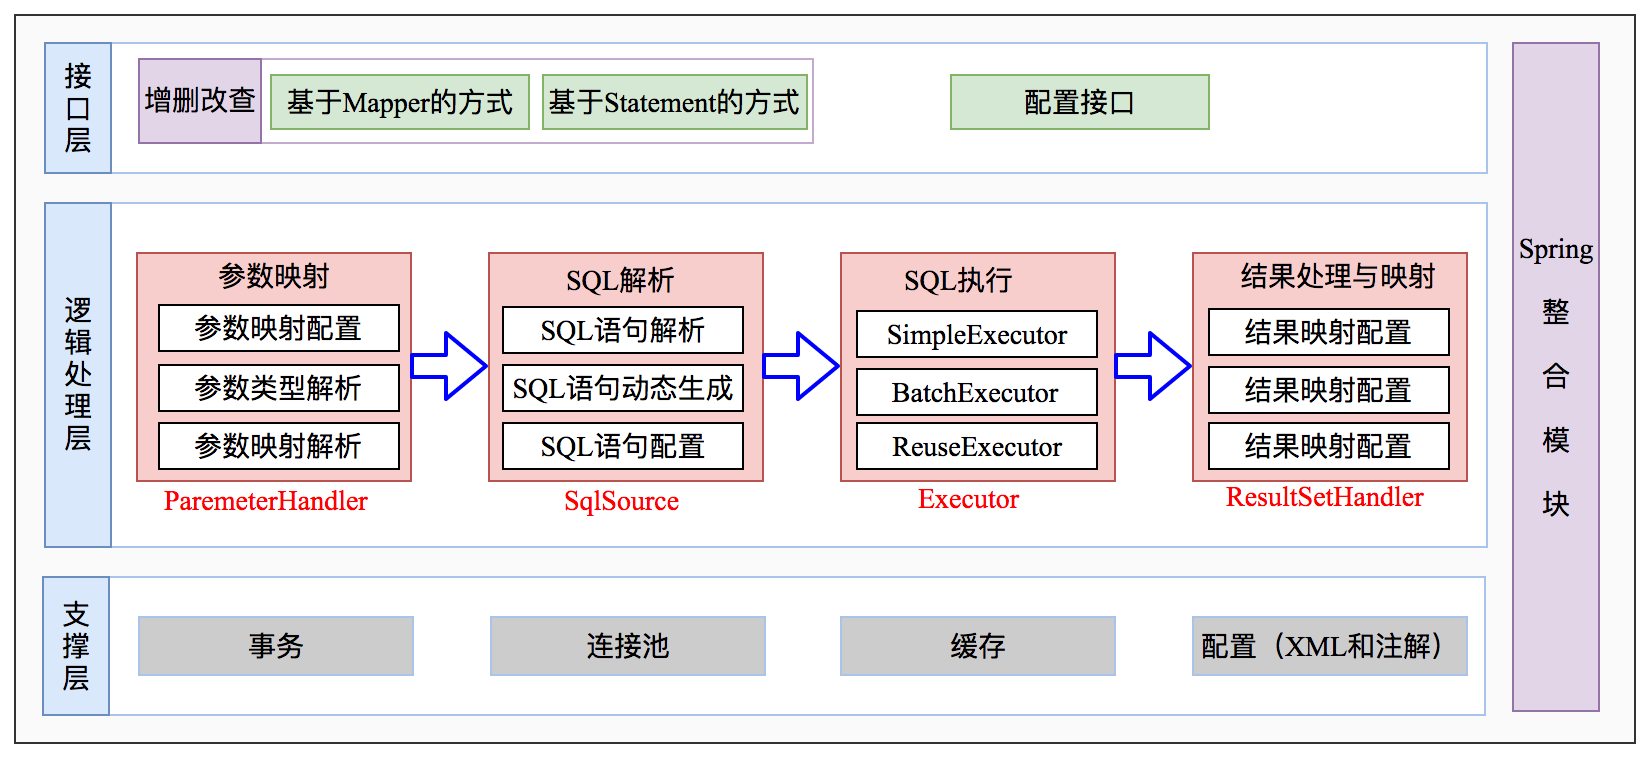 接口层
增删改查
基于Mapper的方式
基于Statement的方式
配置接口
逻辑处理层
参数映射
参数映射配置
参数类型解析
参数映射解析
ParemeterHandler
SQL解析
SQL语句解析
SQL语句动态生成
SQL语句配置
SqlSource
SQL执行
SimpleExecutor
BatchExecutor
ReuseExecutor
Executor
结果处理与映射
结果映射配置
结果映射配置
结果映射配置
ResultSetHandler
支撑层
事务
连接池
缓存
配置（XML和注解）
Spring
整
合
模
块